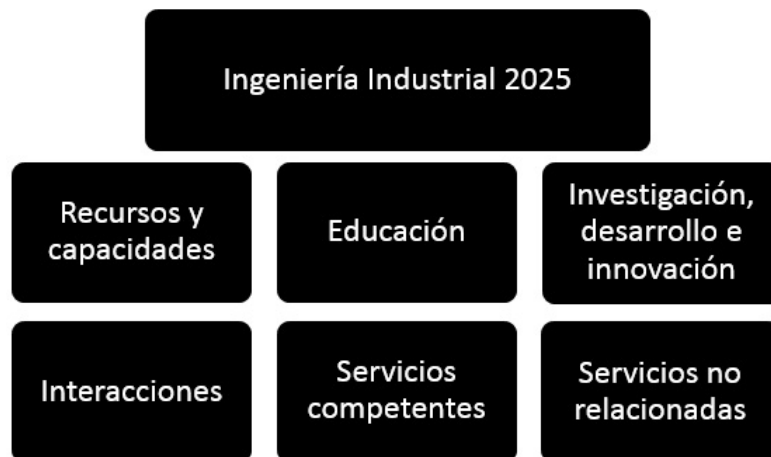 Ingeniería Industrial 2025
Recursos y
capacidades
Educación
Investigación,
desarrollo e
innovación
Interacciones
Servicios
competentes
Servicios no
relacionadas